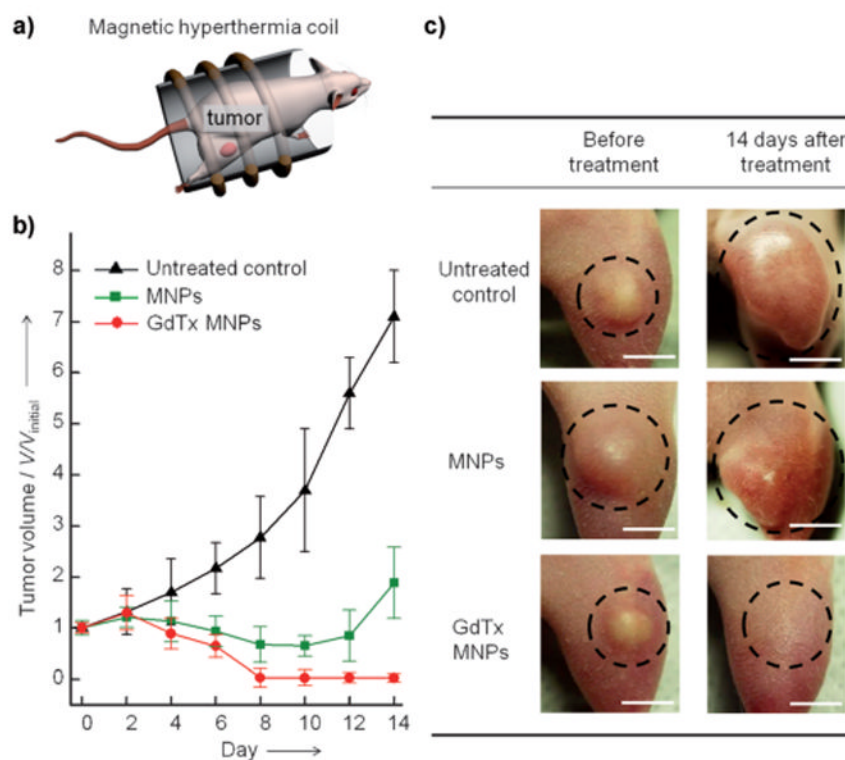 a)
Magnetic hyperthermia coil
tumor
b)
Untreated control
MNPs
GdTx MNPs
Tumor volume / V/Vinitial
8
7
6
5
4
3
2
1
0
0 2 4 6 8 10 12 14
Day
c)
Before treatment
14 days after treatment
Untreated control
MNPs
GdTx MNPs